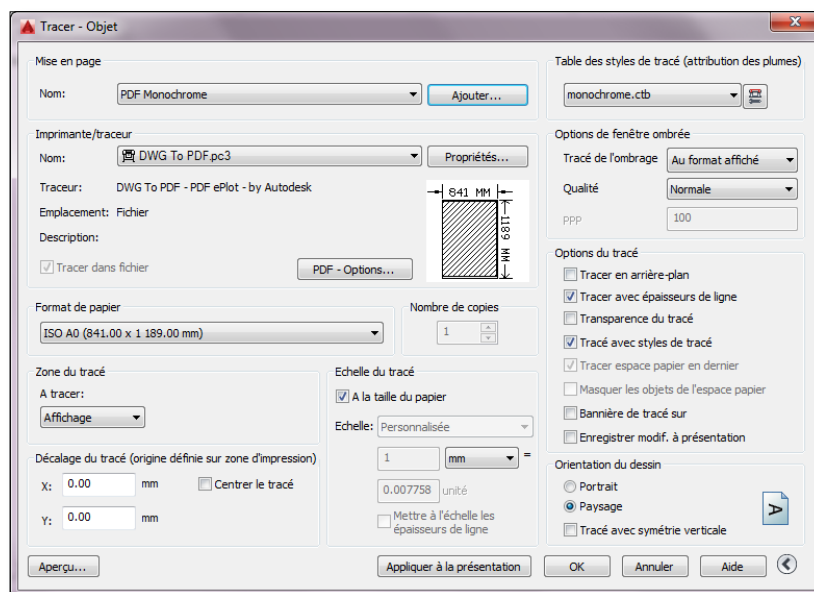 Tracer - Objet
Mise en page
Nom: PDF Monochrome Ajouter...
Imprimante/traceur
Nom: DWG To PDF.pc3 Propriétés...
Traceur: DWG To PDF - PDF ePlot - by Autodesk
Emplacement: Fichier
Description:
Tracer dans fichier
PDF - Options...
841 MM
1189 MM
Format de papier
ISO A0 (841.00 x 1 189.00 mm)
Nombre de copies
1
Zone du tracé
A tracer:
Affichage
Décalage du tracé (origine définie sur zone d'impression)
X: 0.00 mm Centrer le tracé
Y: 0.00 mm
Echelle du tracé
A la taille du papier
Echelle: Personnalisée
1 mm =
0.007758 unité
Mettre à l'échelle les
épaisseurs de ligne
Table des styles de tracé (attribution des plumes)
monochrome.ctb
Options de fenêtre ombrée
Tracé de l'ombrage Au format affiché
Qualité Normale
PPP 100
Options du tracé
Tracer en arrière-plan
Tracer avec épaisseurs de ligne
Transparence du tracé
Tracé avec styles de tracé
Tracer espace papier en dernier
Masquer les objets de l'espace papier
Bannière de tracé sur
Enregistrer modif. à présentation
Orientation du dessin
Portrait
Paysage
Tracé avec symétrie verticale
A
Aperçu... Appliquer à la présentation OK Annuler Aide